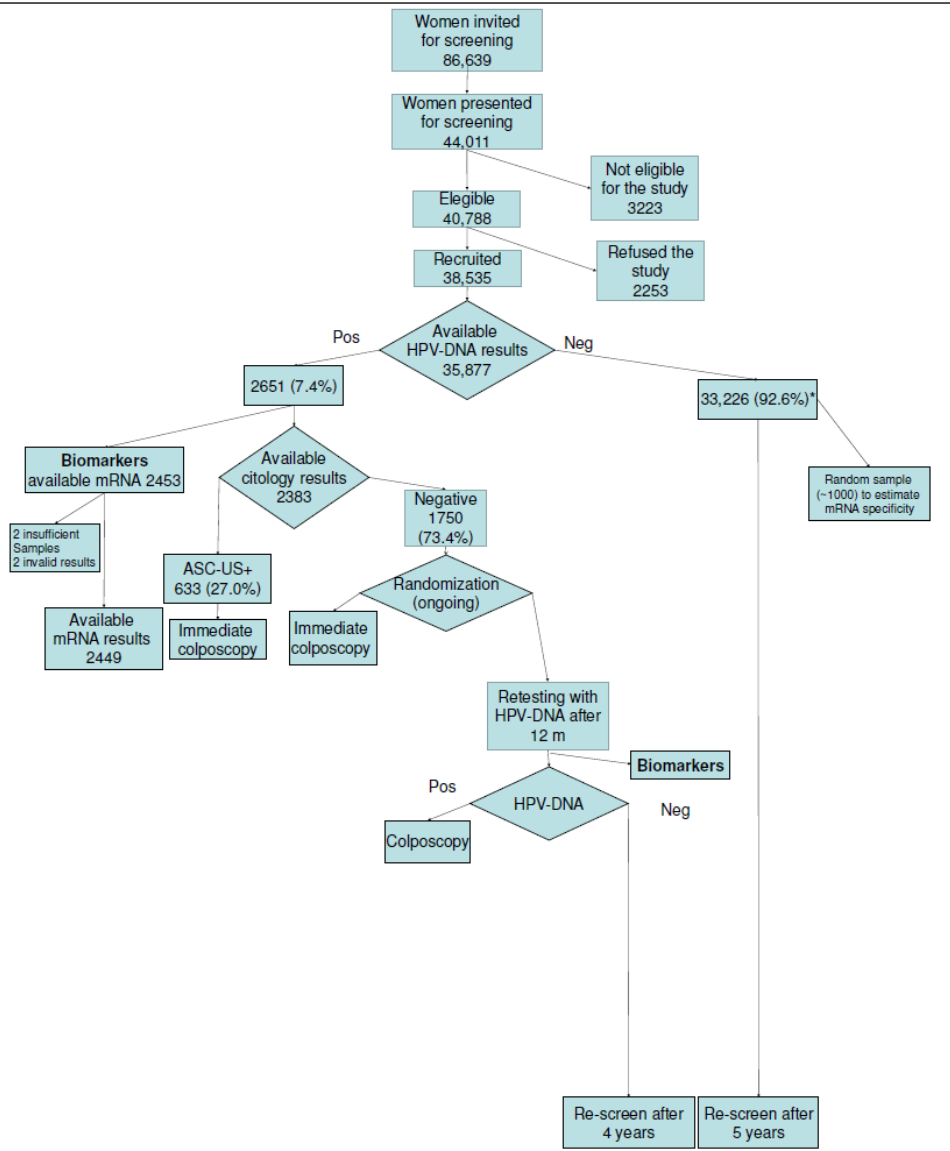 Women invited
for screening
86,639
Women presented
for screening
44,011
Not eligible
for the study
3223
Elegible
40,788
Refused the
study
2253
Recruited
38,535
Available
HPV-DNA results
35,877
Pos
Neg
2651 (7.4%)
33,226 (92.6%)*
Biomarkers
available mRNA 2453
Available
citology results
2383
Random sample
(~1000) to estimate
mRNA specificity
Negative
1750
(73.4%)
2 insufficient
Samples
2 invalid results
ASC-US+
633 (27.0%)
Randomization
(ongoing)
Available
mRNA results
2449
Immediate
colposcopy
Immediate
colposcopy
Retesting with
HPV-DNA after
12 m
Biomarkers
Pos
HPV-DNA
Neg
Colposcopy
Re-screen after
4 years
Re-screen after
5 years